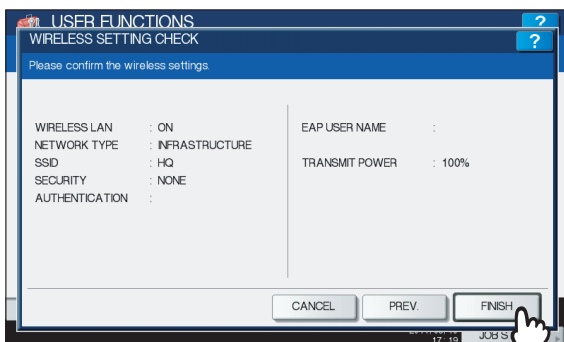 USER FUNCTIONS
?
WIRELESS SETTING CHECK
?
Please confirm the wireless settings.
WIRELESS LAN : ON
NETWORK TYPE : INFRASTRUCTURE
SSID : HQ
SECURITY : NONE
AUTHENTICATION :
EAP USER NAME :
TRANSMIT POWER : 100%
CANCEL
PREV.
FINISH
17:19
JOB S